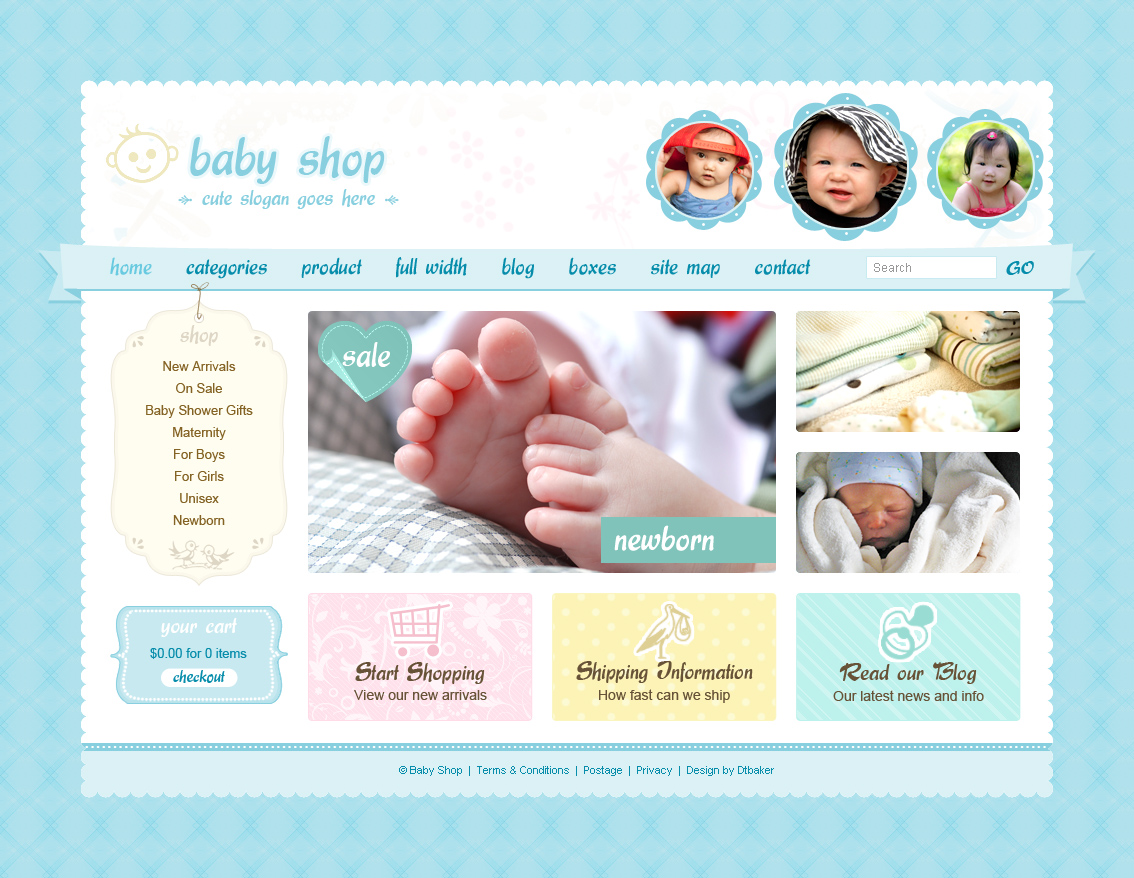 baby shop
cute slogan goes here
home categories product full width blog boxes site map contact Search GO
shop
New Arrivals
On Sale
Baby Shower Gifts
Maternity
For Boys
For Girls
Unisex
Newborn
sale
newborn
your cart
$0.00 for 0 items
checkout
Start Shopping
View our new arrivals
Shipping Information
How fast can we ship
Read our Blog
Our latest news and info
© Baby Shop | Terms & Conditions | Postage | Privacy | Design by Dtbaker